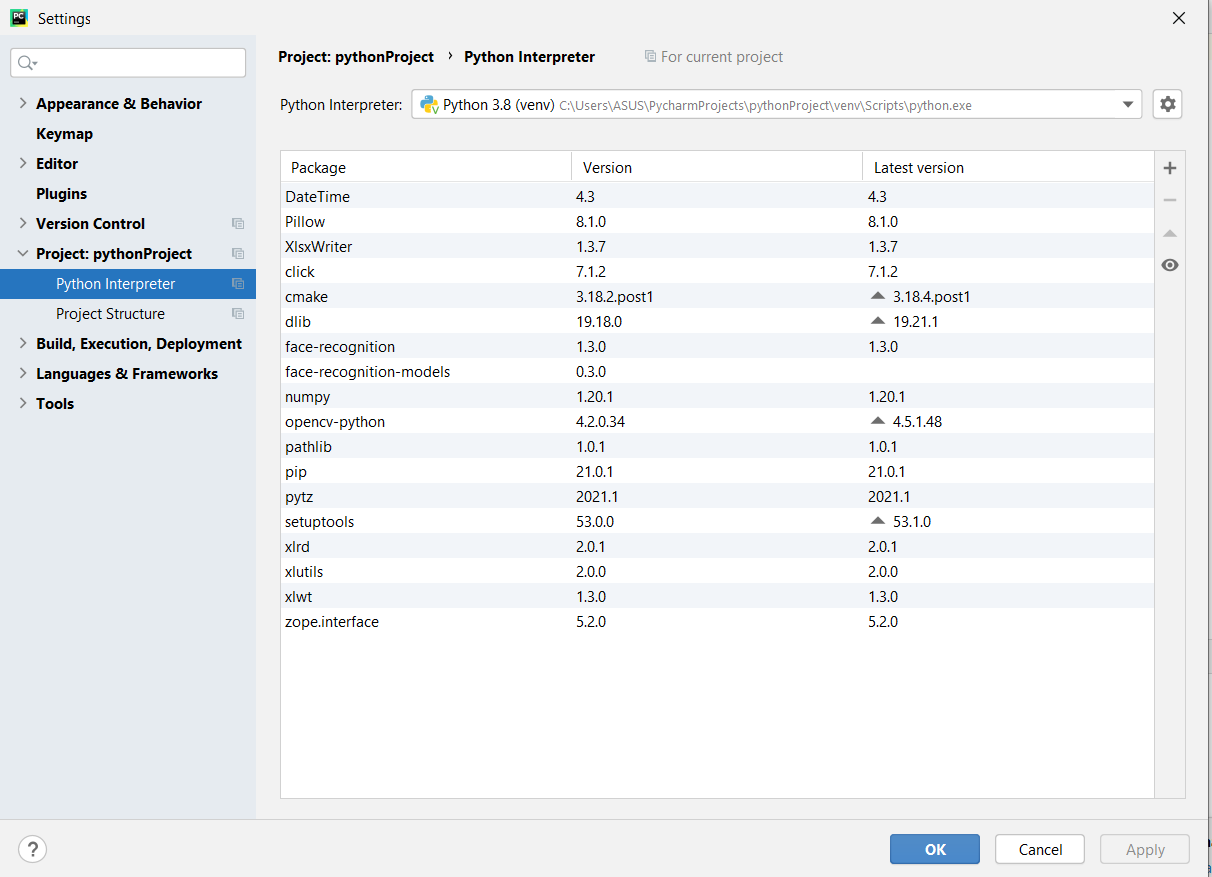 PC Settings
Project: pythonProject › Python Interpreter For current project
Python Interpreter: Python 3.8 (venv) C:\Users\ASUS\PycharmProjects\pythonProject\venv\Scripts\python.exe
Appearance & Behavior
Keymap
Editor
Plugins
Version Control
Project: pythonProject
Python Interpreter
Project Structure
Build, Execution, Deployment
Languages & Frameworks
Tools
Package Version Latest version
DateTime 4.3 4.3
Pillow 8.1.0 8.1.0
XlsxWriter 1.3.7 1.3.7
click 7.1.2 7.1.2
cmake 3.18.2.post1 3.18.4.post1
dlib 19.18.0 19.21.1
face-recognition 1.3.0 1.3.0
face-recognition-models 0.3.0
numpy 1.20.1 1.20.1
opencv-python 4.2.0.34 4.5.1.48
pathlib 1.0.1 1.0.1
pip 21.0.1 21.0.1
pytz 2021.1 2021.1
setuptools 53.0.0 53.1.0
xlrd 2.0.1 2.0.1
xlutils 2.0.0 2.0.0
xlwt 1.3.0 1.3.0
zope.interface 5.2.0 5.2.0
? OK Cancel Apply